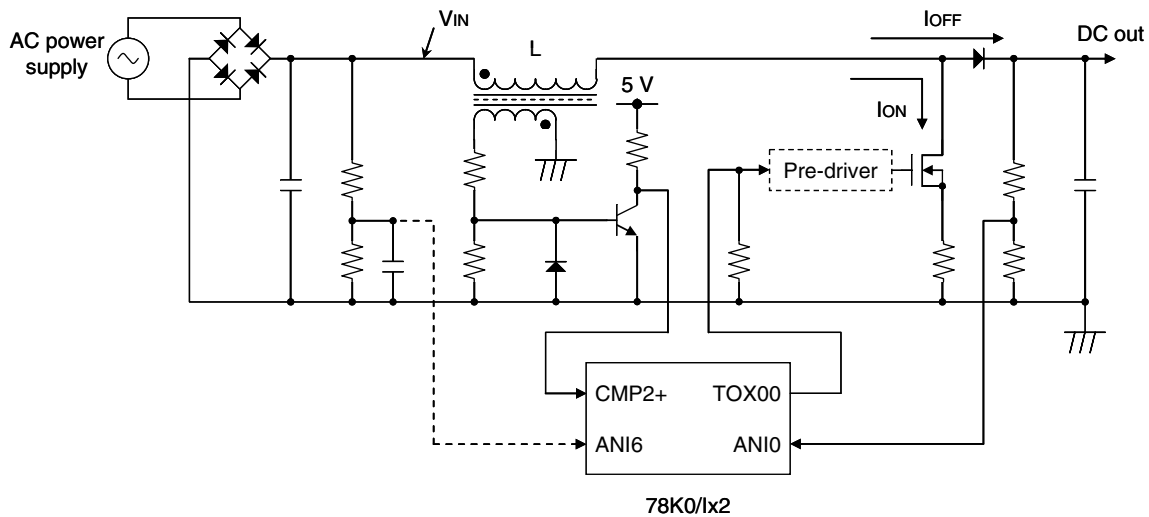 AC power
supply
VIN
L
5 V
IOFF
DC out
ION
Pre-driver
CMP2+
TOX00
ANI6
ANI0
78K0/Ix2